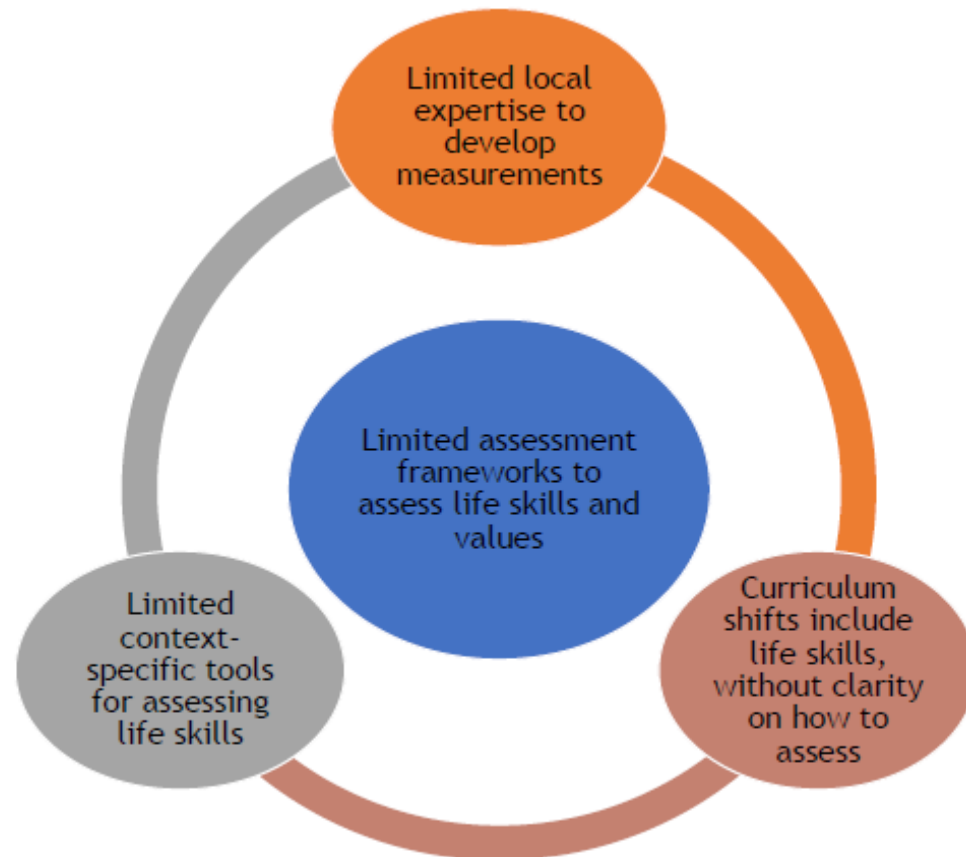 Limited local
expertise to
develop
measurements
Limited assessment
frameworks to
assess life skills and
values
Limited
context-
specific tools
for assessing
life skills
Curriculum
shifts include
life skills,
without clarity
on how to
assess